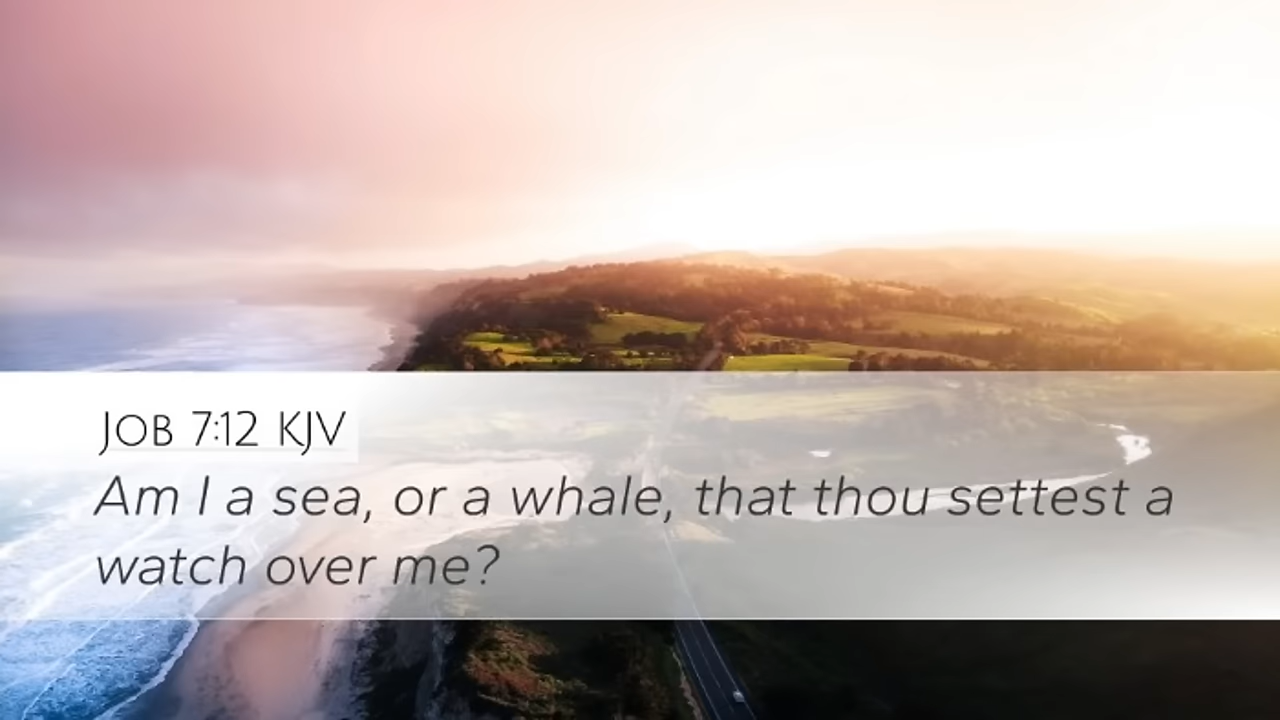 Job 7:12 KJV
Am I a sea, or a whale, that thou settest a
watch over me?